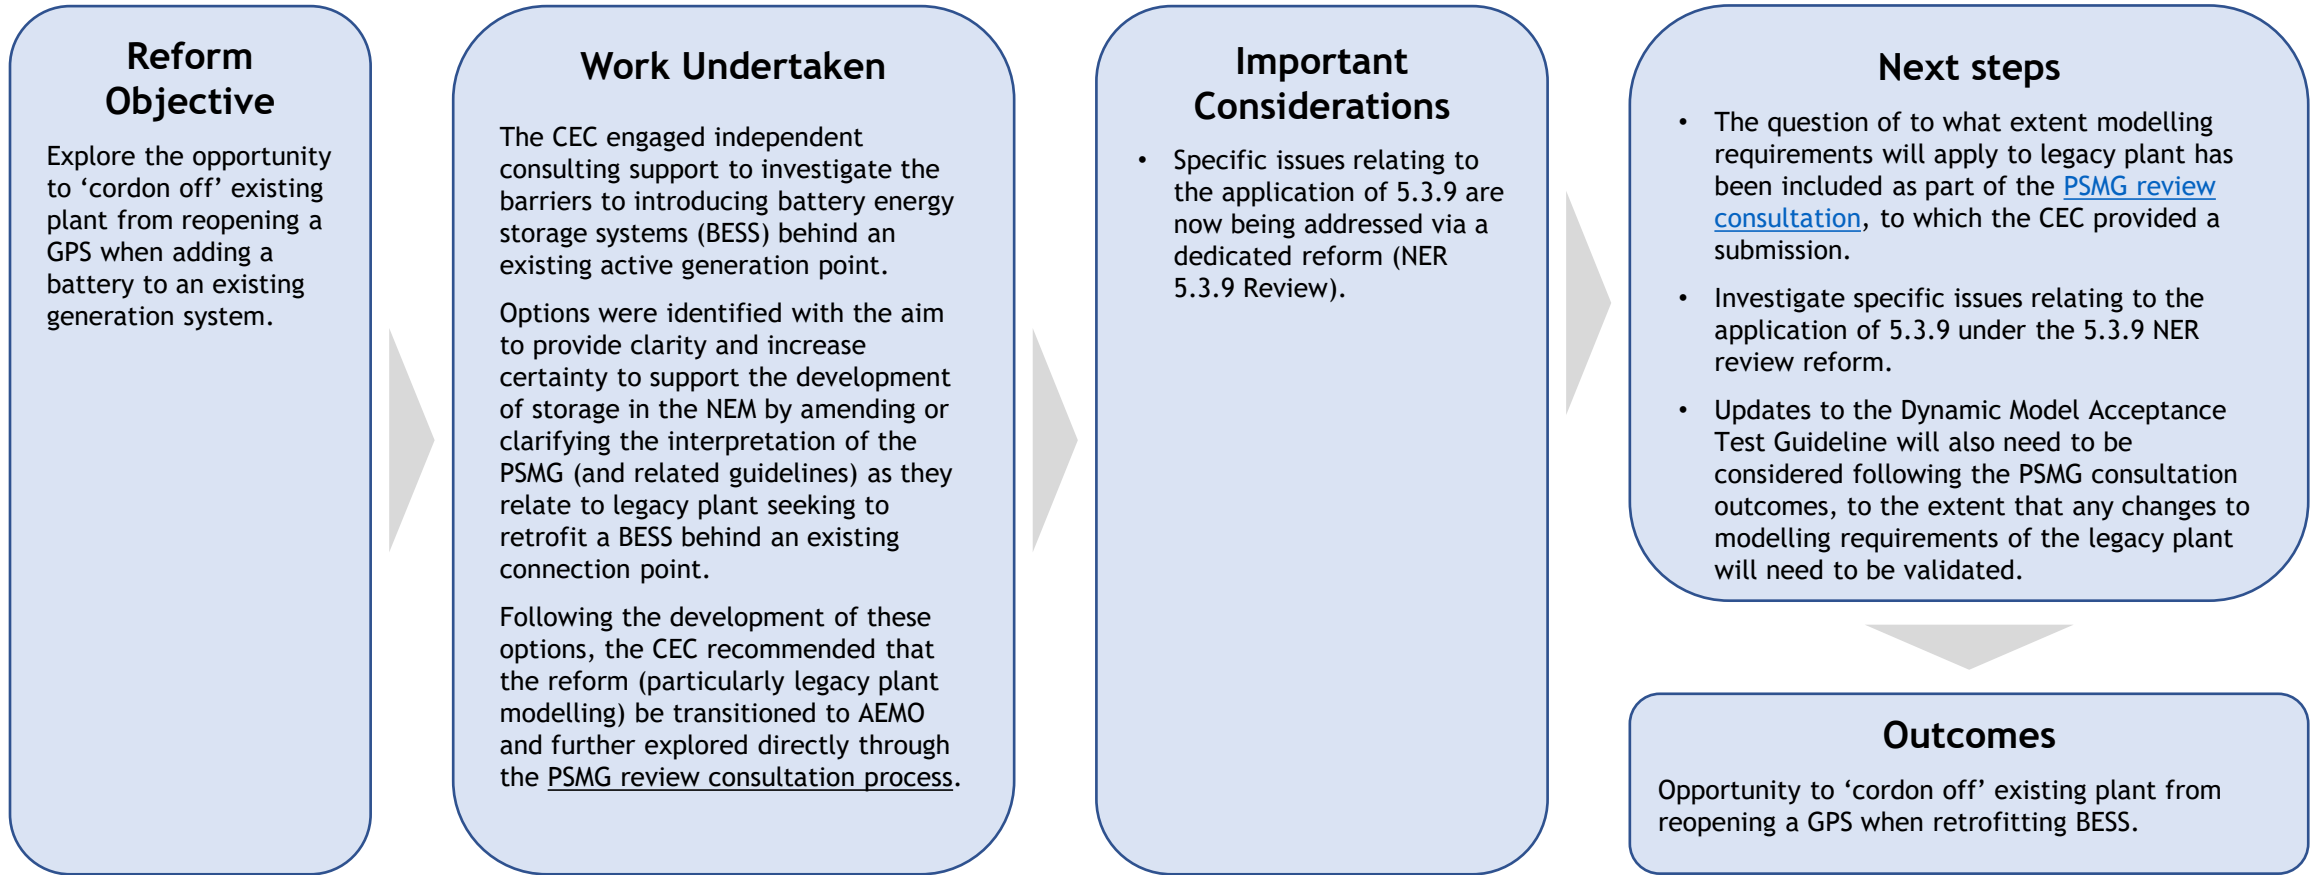 Reform
Objective
Explore the opportunity
to ‘cordon off’ existing
plant from reopening a
GPS when adding a
battery to an existing
generation system.
Work Undertaken
The CEC engaged independent
consulting support to investigate the
barriers to introducing battery energy
storage systems (BESS) behind an
existing active generation point.
Options were identified with the aim
to provide clarity and increase
certainty to support the development
of storage in the NEM by amending or
clarifying the interpretation of the
PSMG (and related guidelines) as they
relate to legacy plant seeking to
retrofit a BESS behind an existing
connection point.
Following the development of these
options, the CEC recommended that
the reform (particularly legacy plant
modelling) be transitioned to AEMO
and further explored directly through
the PSMG review consultation process.
Important
Considerations
• Specific issues relating to
the application of 5.3.9 are
now being addressed via a
dedicated reform (NER
5.3.9 Review).
Next steps
• The question of to what extent modelling
requirements will apply to legacy plant has
been included as part of the PSMG review
consultation, to which the CEC provided a
submission.
• Investigate specific issues relating to the
application of 5.3.9 under the 5.3.9 NER
review reform.
• Updates to the Dynamic Model Acceptance
Test Guideline will also need to be
considered following the PSMG consultation
outcomes, to the extent that any changes to
modelling requirements of the legacy plant
will need to be validated.
Outcomes
Opportunity to ‘cordon off’ existing plant from
reopening a GPS when retrofitting BESS.